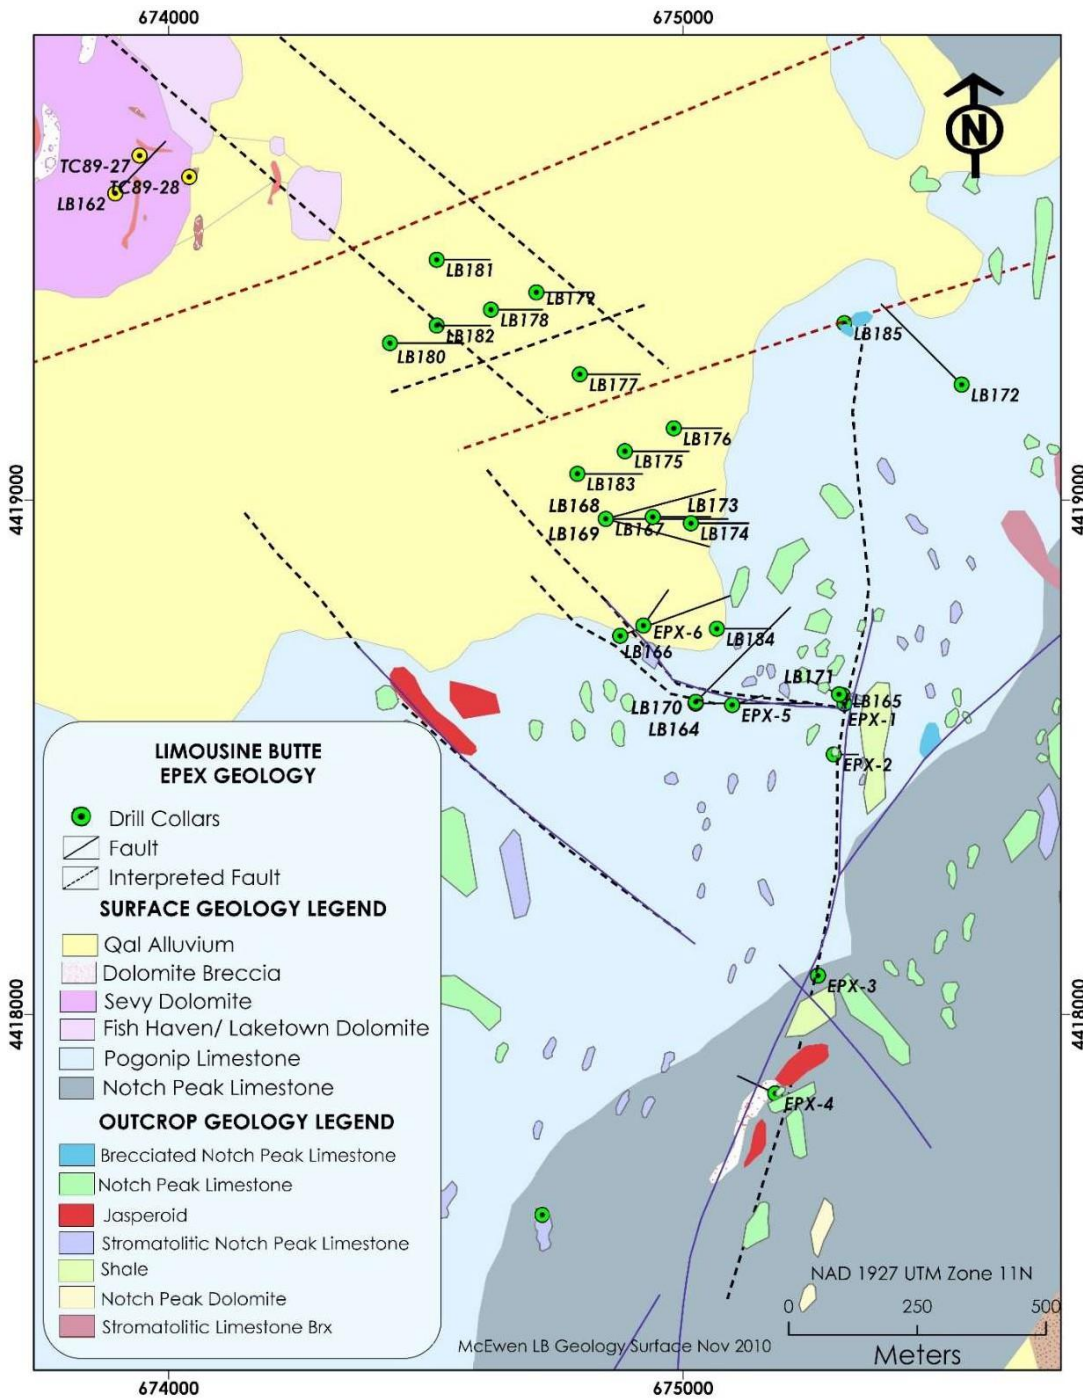 674000
675000
N
TC89-27
TC89-28
LB162
LB181
LB179
LB178
LB182
LB180
LB185
LB177
LB172
LB176
LB175
LB183
4419000
4419000
LB168
LB173
LB169
LB167
LB174
EPX-6
LB184
LB166
LB171
LB170
LB165
LB164
EPX-5
EPX-1
EPX-2
LIMOUSINE BUTTE
EPEX GEOLOGY
Drill Collars
Fault
Interpreted Fault
SURFACE GEOLOGY LEGEND
Qal Alluvium
Dolomite Breccia
Sevy Dolomite
Fish Haven/ Laketown Dolomite
Pogonip Limestone
Notch Peak Limestone
OUTCROP GEOLOGY LEGEND
Brecciated Notch Peak Limestone
Notch Peak Limestone
Jasperoid
Stromatolitic Notch Peak Limestone
Shale
Notch Peak Dolomite
Stromatolitic Limestone Brx
EPX-3
4418000
4418000
EPX-4
NAD 1927 UTM Zone 11N
0 250 500
Meters
McEwen LB Geology Surface Nov 2010
674000
675000